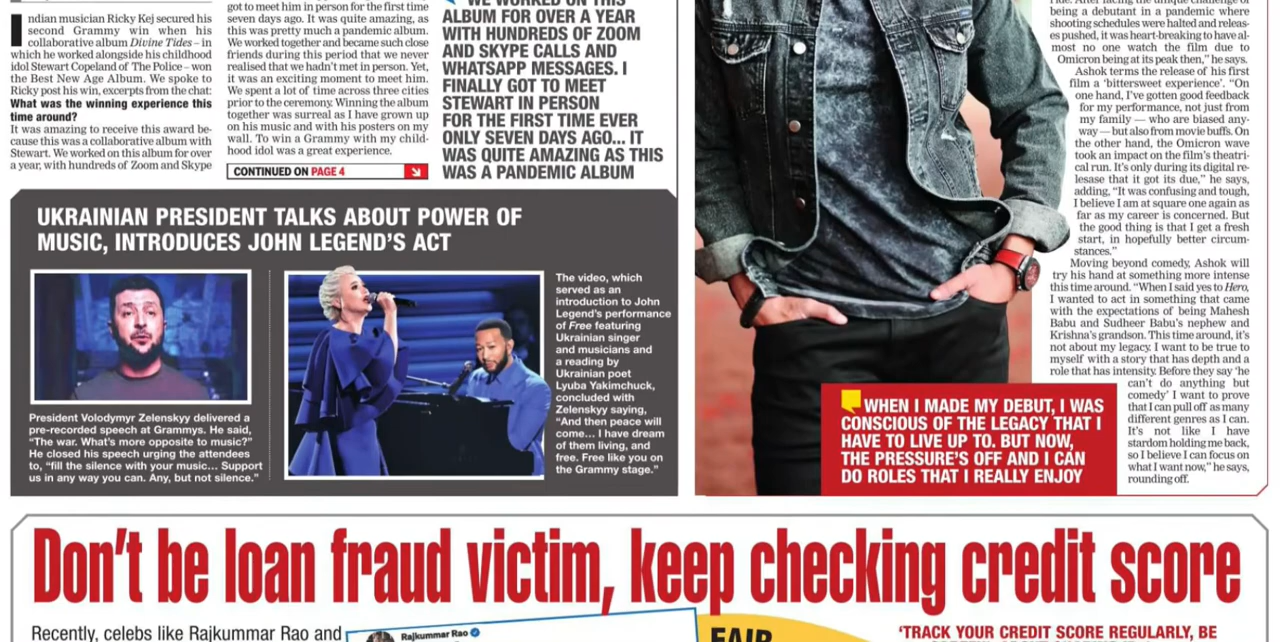 Indian musician Ricky Kej secured his
second Grammy win when his
collaborative album Divine Tides – in
which he worked alongside his childhood
idol Stewart Copeland of The Police – won
the Best New Age Album. We spoke to
Ricky post his win, excerpts from the chat:
What was the winning experience this
time around?
It was amazing to receive this award be-
cause this was a collaborative album with
Stewart. We worked on this album for over
a year, with hundreds of Zoom and Skype
got to meet him in person for the first time
seven days ago. It was quite amazing, as
this was pretty much a pandemic album.
We worked together and became such close
friends during this period that we never
realised that we hadn't met in person. Yet,
it was an exciting moment to meet him.
We spent a lot of time across three cities
prior to the ceremony. Winning the album
together was surreal as I have grown up
on his music and with his posters on my
wall. To win a Grammy with my child-
hood idol was a great experience.
CONTINUED ON PAGE 4
WE WORKED ON THIS
ALBUM FOR OVER A YEAR
WITH HUNDREDS OF ZOOM
AND SKYPE CALLS AND
WHATSAPP MESSAGES. I
FINALLY GOT TO MEET
STEWART IN PERSON
FOR THE FIRST TIME EVER
ONLY SEVEN DAYS AGO... IT
WAS QUITE AMAZING AS THIS
WAS A PANDEMIC ALBUM
UKRAINIAN PRESIDENT TALKS ABOUT POWER OF
MUSIC, INTRODUCES JOHN LEGEND'S ACT
President Volodymyr Zelenskyy delivered a
pre-recorded speech at Grammys. He said,
"The war. What's more opposite to music?"
He closed his speech urging the attendees
to, "fill the silence with your music... Support
us in any way you can. Any, but not silence."
The video, which
served as an
introduction to John
Legend's performance
of Free featuring
Ukrainian singer
and musicians and
a reading by
Ukrainian poet
Lyuba Yakimchuck,
concluded with
Zelenskyy saying,
"And then peace will
come... I have dream
of them living, and
free. Free like you on
the Grammy stage."
being a debutant in a pandemic where
shooting schedules were halted and releas-
es pushed, it was heart-breaking to have al-
most no one watch the film due to
Omicron being at its peak then," he says.
Ashok terms the release of his first
film a 'bittersweet experience'. "On
one hand, I've gotten good feedback
for my performance, not just from
my family — who are biased any-
way — but also from movie buffs. On
the other hand, the Omicron wave
took an impact on the film's theatri-
cal run. It's only during its digital re-
lesase that it got its due," he says,
adding, "It was confusing and tough,
I believe I am at square one again as
far as my career is concerned. But
the good thing is that I get a fresh
start, in hopefully better circum-
stances."
Moving beyond comedy, Ashok will
try his hand at something more intense
this time around. "When I said yes to Hero,
I wanted to act in something that came
with the expectations of being Mahesh
Babu and Sudheer Babu's nephew and
Krishna's grandson. This time around, it's
not about my legacy. I want to be true to
myself with a story that has depth and a
role that has intensity. Before they say 'he
can't do anything but
comedy' I want to prove
that I can pull off as many
different genres as I can.
It's not like I have
stardom holding me back,
so I believe I can focus on
what I want now," he says,
rounding off.
WHEN I MADE MY DEBUT, I WAS
CONSCIOUS OF THE LEGACY THAT I
HAVE TO LIVE UP TO. BUT NOW,
THE PRESSURE'S OFF AND I CAN
DO ROLES THAT I REALLY ENJOY
Don't be loan fraud victim, keep checking credit score
Recently, celebs like Rajkummar Rao and
Rajkummar Rao
FAIR
'TRACK YOUR CREDIT SCORE REGULARLY, BE